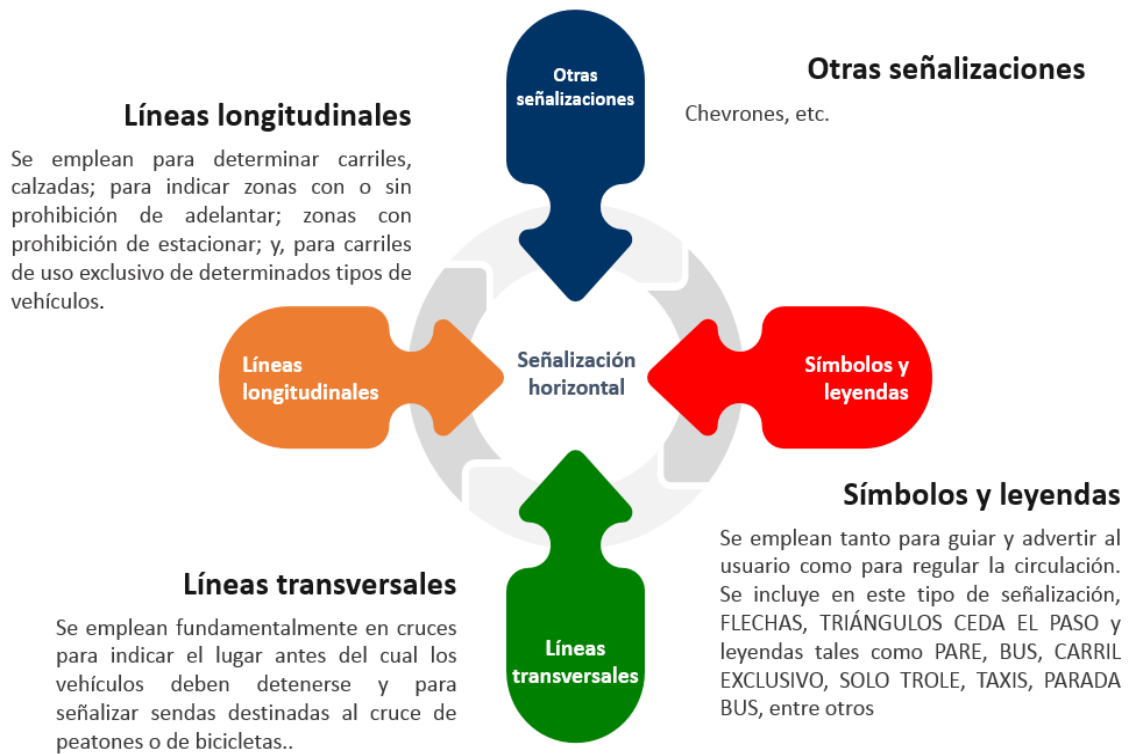 Otras
señalizaciones
Otras señalizaciones
Chevrones, etc.
Líneas longitudinales
Se emplean para determinar carriles,
calzadas; para indicar zonas con o sin
prohibición de adelantar; zonas con
prohibición de estacionar; y, para carriles
de uso exclusivo de determinados tipos de
vehículos.
Líneas
longitudinales
Señalización
horizontal
Símbolos y
leyendas
Símbolos y leyendas
Se emplean tanto para guiar y advertir al
usuario como para regular la circulación.
Se incluye en este tipo de señalización,
FLECHAS, TRIÁNGULOS CEDA EL PASO y
leyendas tales como PARE, BUS, CARRIL
EXCLUSIVO, SOLO TROLE, TAXIS, PARADA
BUS, entre otros
Líneas transversales
Se emplean fundamentalmente en cruces
para indicar el lugar antes del cual los
vehículos deben detenerse y para
señalizar sendas destinadas al cruce de
peatones o de bicicletas..
Líneas
transversales